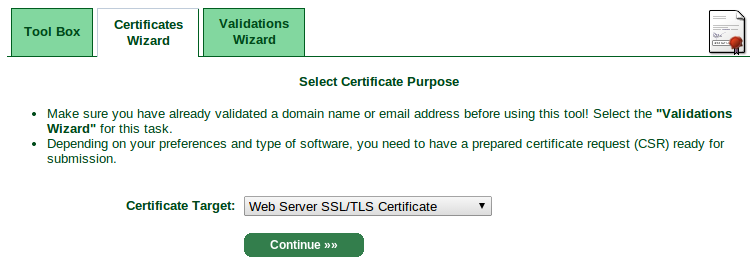 Tool Box
Certificates
Wizard
Validations
Wizard
Select Certificate Purpose
• Make sure you have already validated a domain name or email address before using this tool! Select the "Validations
Wizard" for this task.
• Depending on your preferences and type of software, you need to have a prepared certificate request (CSR) ready for
submission.
Certificate Target: Web Server SSL/TLS Certificate
Continue »»